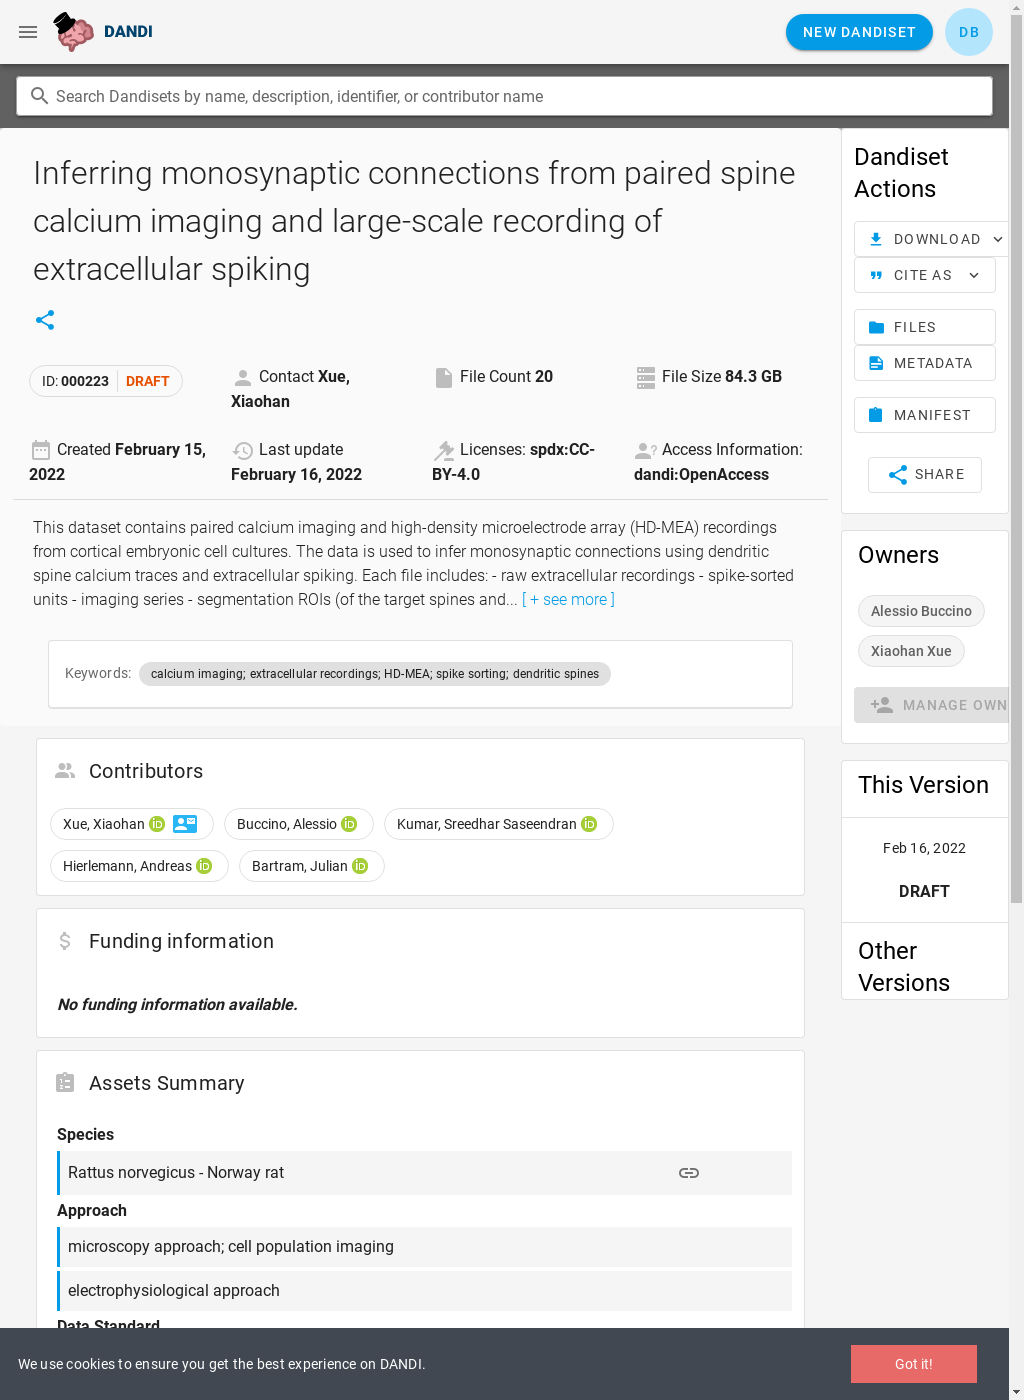 DANDI
NEW DANDISET
DB
Search Dandisets by name, description, identifier, or contributor name
Inferring monosynaptic connections from paired spine
calcium imaging and large-scale recording of
extracellular spiking
ID: 000223 DRAFT
Contact Xue,
Xiaohan
File Count 20
File Size 84.3 GB
Created February 15,
2022
Last update
February 16, 2022
Licenses: spdx:CC-
BY-4.0
Access Information:
dandi:OpenAccess
This dataset contains paired calcium imaging and high-density microelectrode array (HD-MEA) recordings
from cortical embryonic cell cultures. The data is used to infer monosynaptic connections using dendritic
spine calcium traces and extracellular spiking. Each file includes: - raw extracellular recordings - spike-sorted
units - imaging series - segmentation ROIs (of the target spines and... [ + see more ]
Keywords: calcium imaging; extracellular recordings; HD-MEA; spike sorting; dendritic spines
Contributors
Xue, Xiaohan iD
Buccino, Alessio iD
Kumar, Sreedhar Saseendran iD
Hierlemann, Andreas iD
Bartram, Julian iD
Funding information
No funding information available.
Assets Summary
Species
Rattus norvegicus - Norway rat
Approach
microscopy approach; cell population imaging
electrophysiological approach
Data Standard
Dandiset
Actions
DOWNLOAD
CITE AS
FILES
METADATA
MANIFEST
SHARE
Owners
Alessio Buccino
Xiaohan Xue
MANAGE OWN
This Version
Feb 16, 2022
DRAFT
Other
Versions
We use cookies to ensure you get the best experience on DANDI.
Got it!